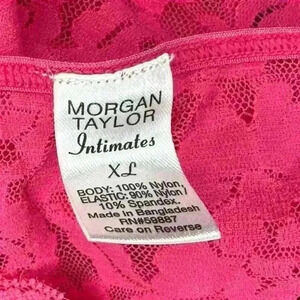 MORGAN
TAYLOR
Intimates
XL
BODY: 100% Nylon,
ELASTIC: 90% Nylon/
10% Spandex.
Made in Bangladesh
RN#59887
Care on Reverse